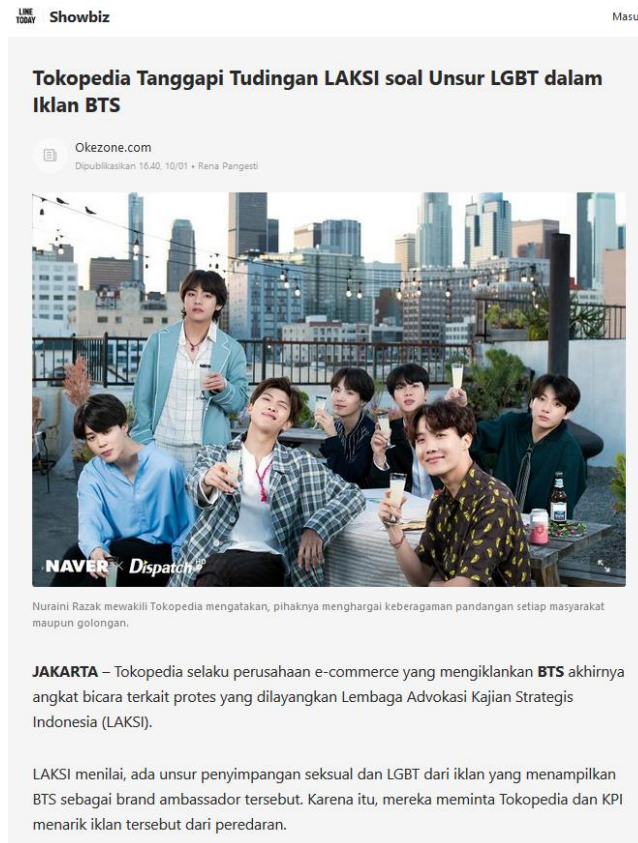 LINE
TODAY
Showbiz
Masu
Tokopedia Tanggapi Tudingan LAKSI soal Unsur LGBT dalam
Iklan BTS
Okezone.com
Dipublikasikan 16.40, 10/01 • Rena Pangesti
NAVER × Dispatch HD
Nuraini Razak mewakili Tokopedia mengatakan, pihaknya menghargai keberagaman pandangan setiap masyarakat
maupun golongan.
JAKARTA – Tokopedia selaku perusahaan e-commerce yang mengiklankan BTS akhirnya
angkat bicara terkait protes yang dilayangkan Lembaga Advokasi Kajian Strategis
Indonesia (LAKSI).
LAKSI menilai, ada unsur penyimpangan seksual dan LGBT dari iklan yang menampilkan
BTS sebagai brand ambassador tersebut. Karena itu, mereka meminta Tokopedia dan KPI
menarik iklan tersebut dari peredaran.